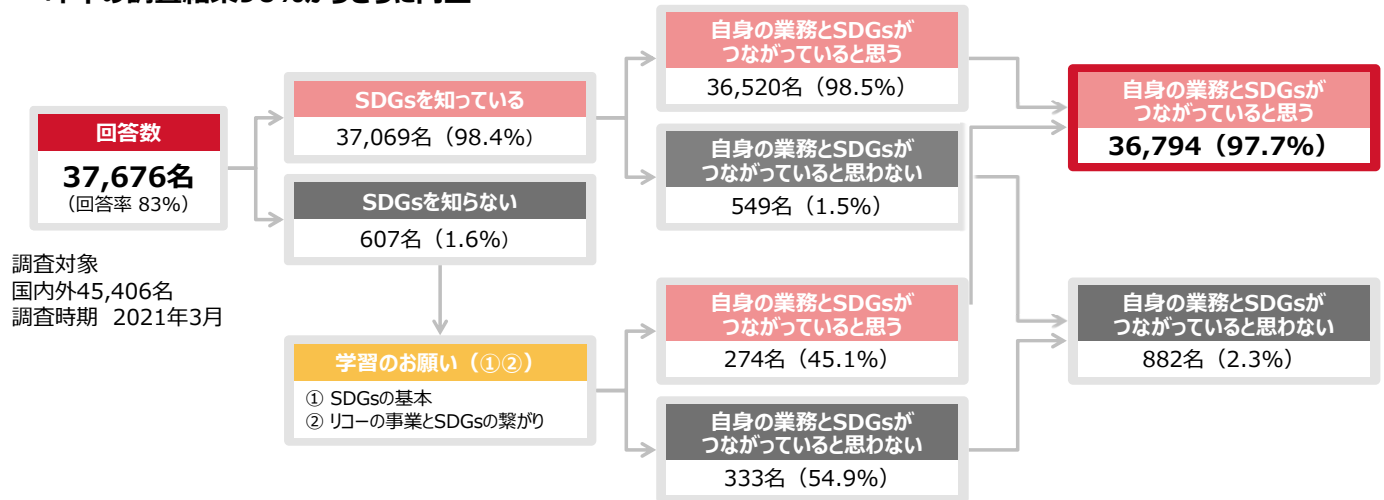 回答数
37,676名
(回答率 83%)
調査対象
国内外45,406名
調査時期 2021年3月
SDGsを知っている
37,069名（98.4%）
SDGsを知らない
607名（1.6%）
学習のお願い（①②）
① SDGsの基本
② リコーの事業とSDGsの繋がり
自身の業務とSDGsが
つながっていると思う
36,520名（98.5%）
自身の業務とSDGsが
つながっていると思わない
549名（1.5%）
自身の業務とSDGsが
つながっていると思う
274名（45.1%）
自身の業務とSDGsが
つながっていると思わない
333名（54.9%）
自身の業務とSDGsが
つながっていると思う
36,794（97.7%）
自身の業務とSDGsが
つながっていると思わない
882名（2.3%）